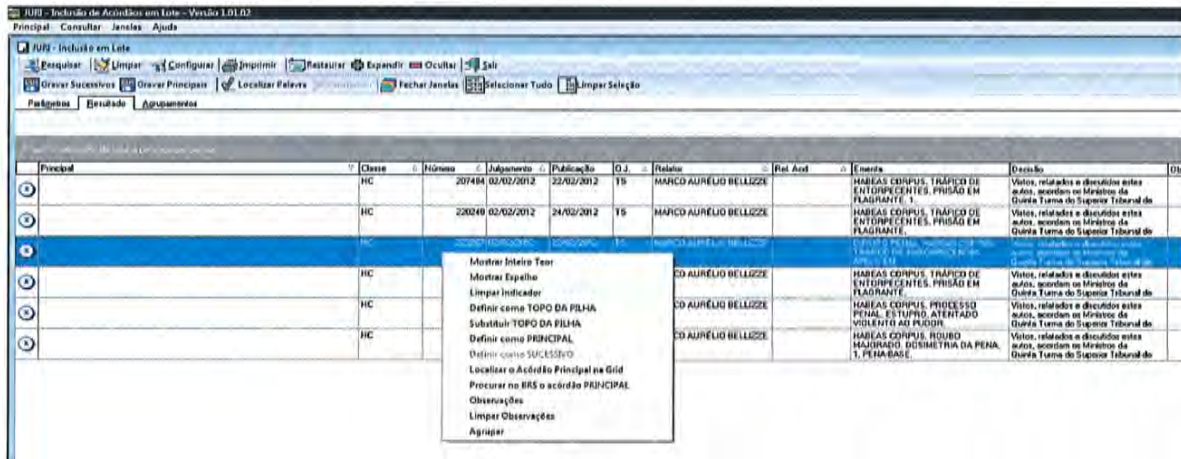 JURI - Inclusão de Acórdãos em Lote - Versão 1.01.02
Principal Consultar Janelas Ajuda
JURI - Inclusão em Lote
Pesquisar Limpar Configurar Imprimir Restaurar Expandir Ocultar Sair
Gravar Sucessivos Gravar Principais Localizar Palavra Fechar Janelas Selecionar Tudo Limpar Seleção
Parâmetros Resultado Agrupamentos
Principal Classe Número Julgamento Publicação O.J. Relator Rel. Acd Ementa Decisão
HC 207484 02/02/2012 22/02/2012 T5 MARCO AURÉLIO BELLIZZE HABEAS CORPUS. TRÁFICO DE ENTORPECENTES. PRISÃO EM FLAGRANTE. 1. Vistos, relatados e discutidos estes autos, acordam os Ministros da Quinta Turma do Superior Tribunal de
HC 220240 02/02/2012 24/02/2012 T5 MARCO AURÉLIO BELLIZZE HABEAS CORPUS. TRÁFICO DE ENTORPECENTES. PRISÃO EM FLAGRANTE. Vistos, relatados e discutidos estes autos, acordam os Ministros da Quinta Turma do Superior Tribunal de
HC
Mostrar Inteiro Teor
Mostrar Espelho
Limpar Indicador
Definir como TOPO DA PILHA
Substituir TOPO DA PILHA
Definir como PRINCIPAL
Definir como SUCESSIVO
Localizar o Acórdão Principal na Grid
Procurar no BRS o acórdão PRINCIPAL
Observações
Limpar Observações
Agrupar
HC CO AURÉLIO BELLIZZE HABEAS CORPUS. TRÁFICO DE ENTORPECENTES. PRISÃO EM FLAGRANTE. Vistos, relatados e discutidos estes autos, acordam os Ministros da Quinta Turma do Superior Tribunal de
HC CO AURÉLIO BELLIZZE HABEAS CORPUS. PROCESSO PENAL. ESTUPRO. ATENTADO VIOLENTO AO PUDOR. Vistos, relatados e discutidos estes autos, acordam os Ministros da Quinta Turma do Superior Tribunal de
HC CO AURÉLIO BELLIZZE HABEAS CORPUS. ROUBO MAJORADO. DOSIMETRIA DA PENA. 1. PENA-BASE. Vistos, relatados e discutidos estes autos, acordam os Ministros da Quinta Turma do Superior Tribunal de